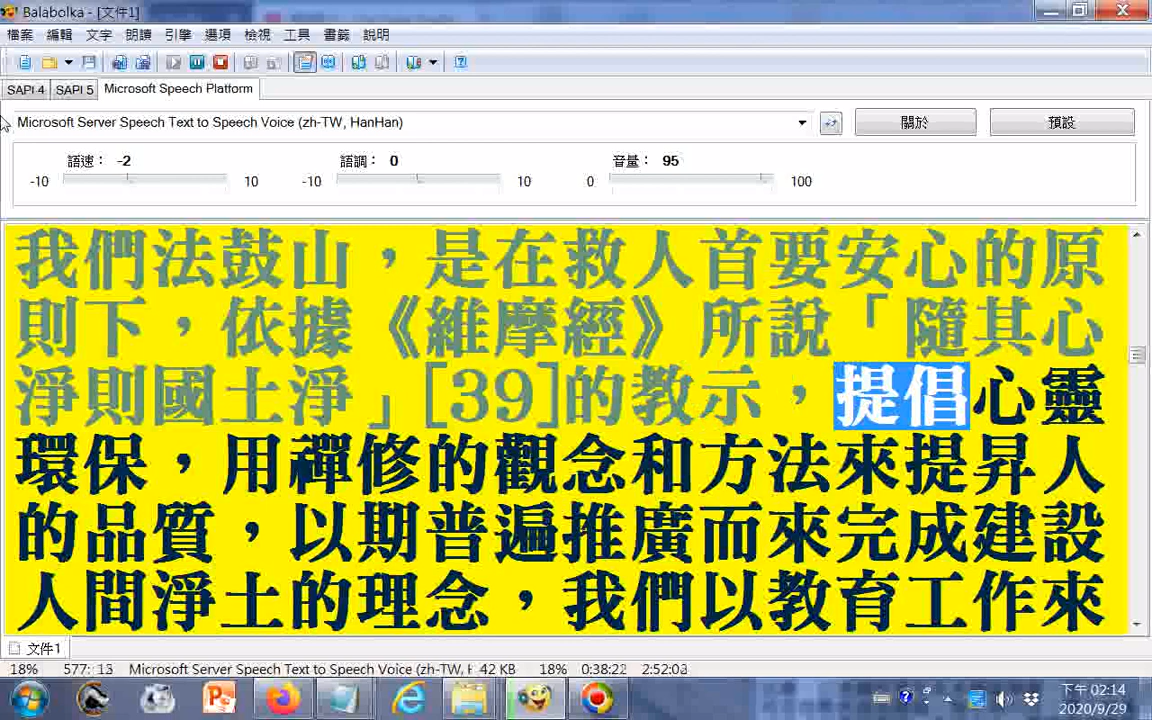 Balabolka - [文件1]
檔案 編輯 文字 朗讀 引擎 選項 檢視 工具 書籤 說明
SAPI 4 SAPI 5 Microsoft Speech Platform
Microsoft Server Speech Text to Speech Voice (zh-TW, HanHan) 關於 預設
語速： -2 語調： 0 音量： 95
-10 10 -10 10 0 100
我們法鼓山，是在救人首要安心的原
則下，依據《維摩經》所說「隨其心
淨則國土淨」[39]的教示，提倡心靈
環保，用禪修的觀念和方法來提昇人
的品質，以期普遍推廣而來完成建設
人間淨土的理念，我們以教育工作來
文件1
18% 577: 13 Microsoft Server Speech Text to Speech Voice (zh-TW, H 42 KB 18% 0:38:22 2:52:03
下午 02:14
2020/9/29